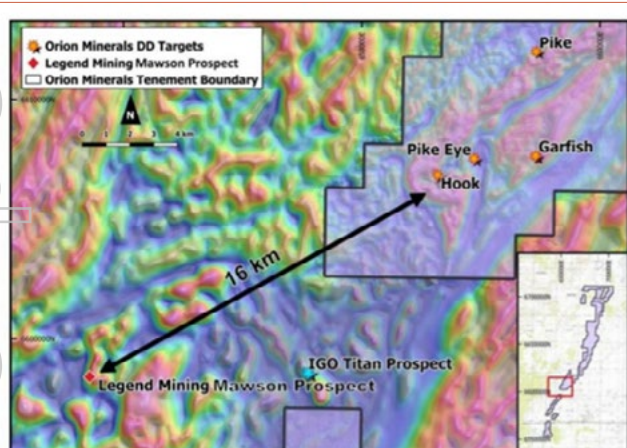 Orion Minerals DD Targets
Legend Mining Mawson Prospect
Orion Minerals Tenement Boundary
N
0 1 2 3 4 km
Pike
Pike Eye
Garfish
Hook
16 km
IGO Titan Prospect
Legend Mining Mawson Prospect